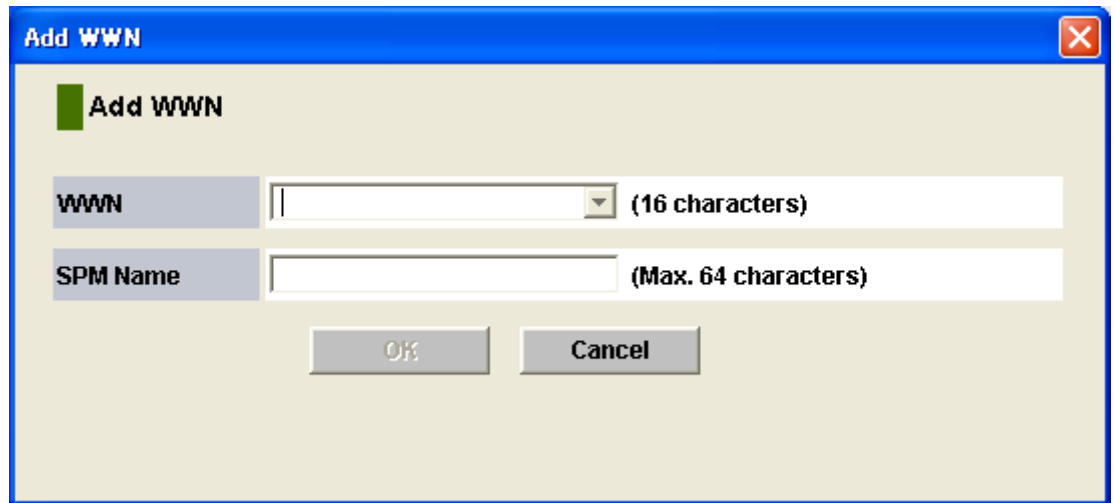 Add WWN
Add WWN
WWN (16 characters)
SPM Name (Max. 64 characters)
OK Cancel